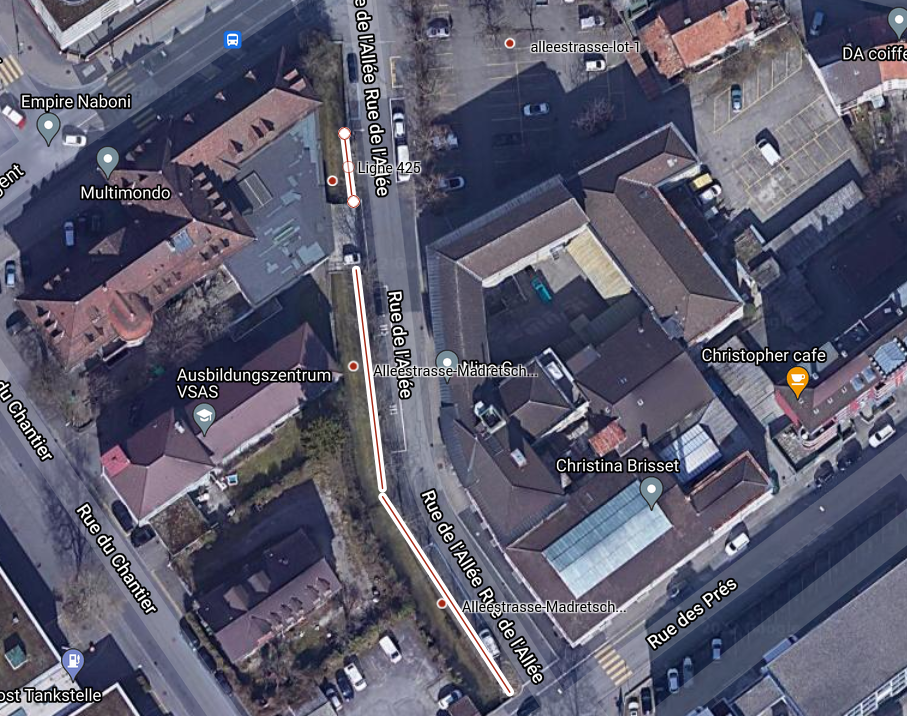 Rue de l'Allée Rue de l'Allée
alleestrasse-lot-1
DA coiffe
Empire Naboni
Multimondo
Ligne 425
Rue de l'Allée
Christopher cafe
Alleestrasse-Madretsch...
Ausbildungszentrum
VSAS
du Chantier
Christina Brisset
Rue du Chantier
Rue de l'Allée Rue de l'Allée
Alleestrasse-Madretsch...
Rue des Prés
ost Tankstelle